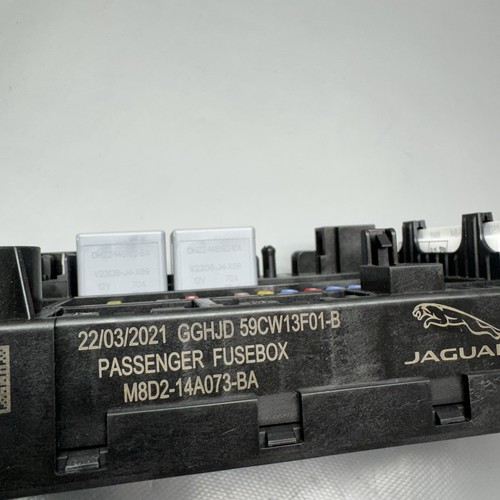 22/03/2021 GGHJD 59CW13F01-B
PASSENGER FUSEBOX
M8D2-14A073-BA
JAGUAR